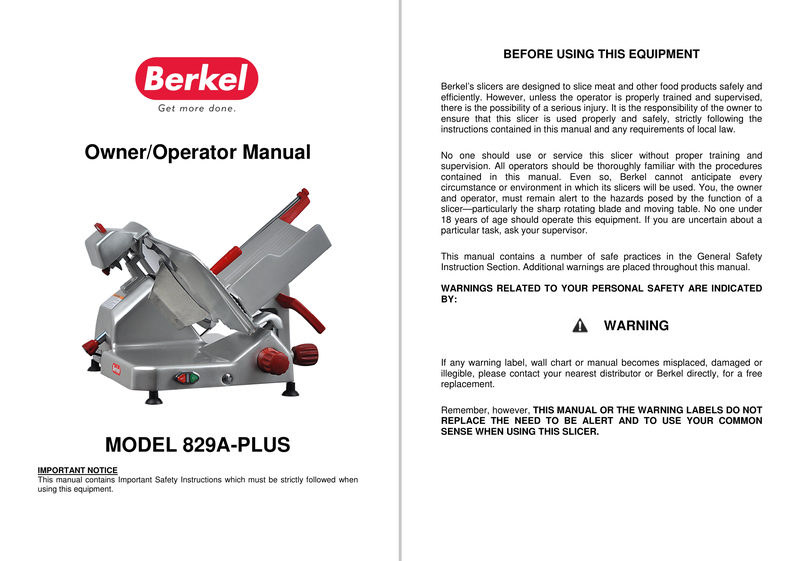 Berkel
Get more done.
Owner/Operator Manual
MODEL 829A-PLUS
IMPORTANT NOTICE
This manual contains Important Safety Instructions which must be strictly followed when
using this equipment.
BEFORE USING THIS EQUIPMENT
Berkel's slicers are designed to slice meat and other food products safely and
efficiently. However, unless the operator is properly trained and supervised,
there is the possibility of a serious injury. It is the responsibility of the owner to
ensure that this slicer is used properly and safely, strictly following the
instructions contained in this manual and any requirements of local law.
No one should use or service this slicer without proper training and
supervision. All operators should be thoroughly familiar with the procedures
contained in this manual. Even so, Berkel cannot anticipate every
circumstance or environment in which its slicers will be used. You, the owner
and operator, must remain alert to the hazards posed by the function of a
slicer—particularly the sharp rotating blade and moving table. No one under
18 years of age should operate this equipment. If you are uncertain about a
particular task, ask your supervisor.
This manual contains a number of safe practices in the General Safety
Instruction Section. Additional warnings are placed throughout this manual.
WARNINGS RELATED TO YOUR PERSONAL SAFETY ARE INDICATED
BY:
WARNING
If any warning label, wall chart or manual becomes misplaced, damaged or
illegible, please contact your nearest distributor or Berkel directly, for a free
replacement.
Remember, however, THIS MANUAL OR THE WARNING LABELS DO NOT
REPLACE THE NEED TO BE ALERT AND TO USE YOUR COMMON
SENSE WHEN USING THIS SLICER.